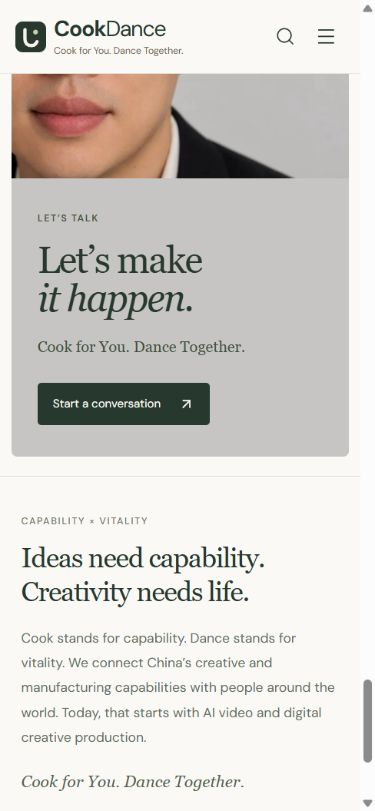 CookDance
Cook for You. Dance Together.
LET'S TALK
Let's make
it happen.
Cook for You. Dance Together.
Start a conversation
CAPABILITY × VITALITY
Ideas need capability.
Creativity needs life.
Cook stands for capability. Dance stands for
vitality. We connect China's creative and
manufacturing capabilities with people around the
world. Today, that starts with AI video and digital
creative production.
Cook for You. Dance Together.